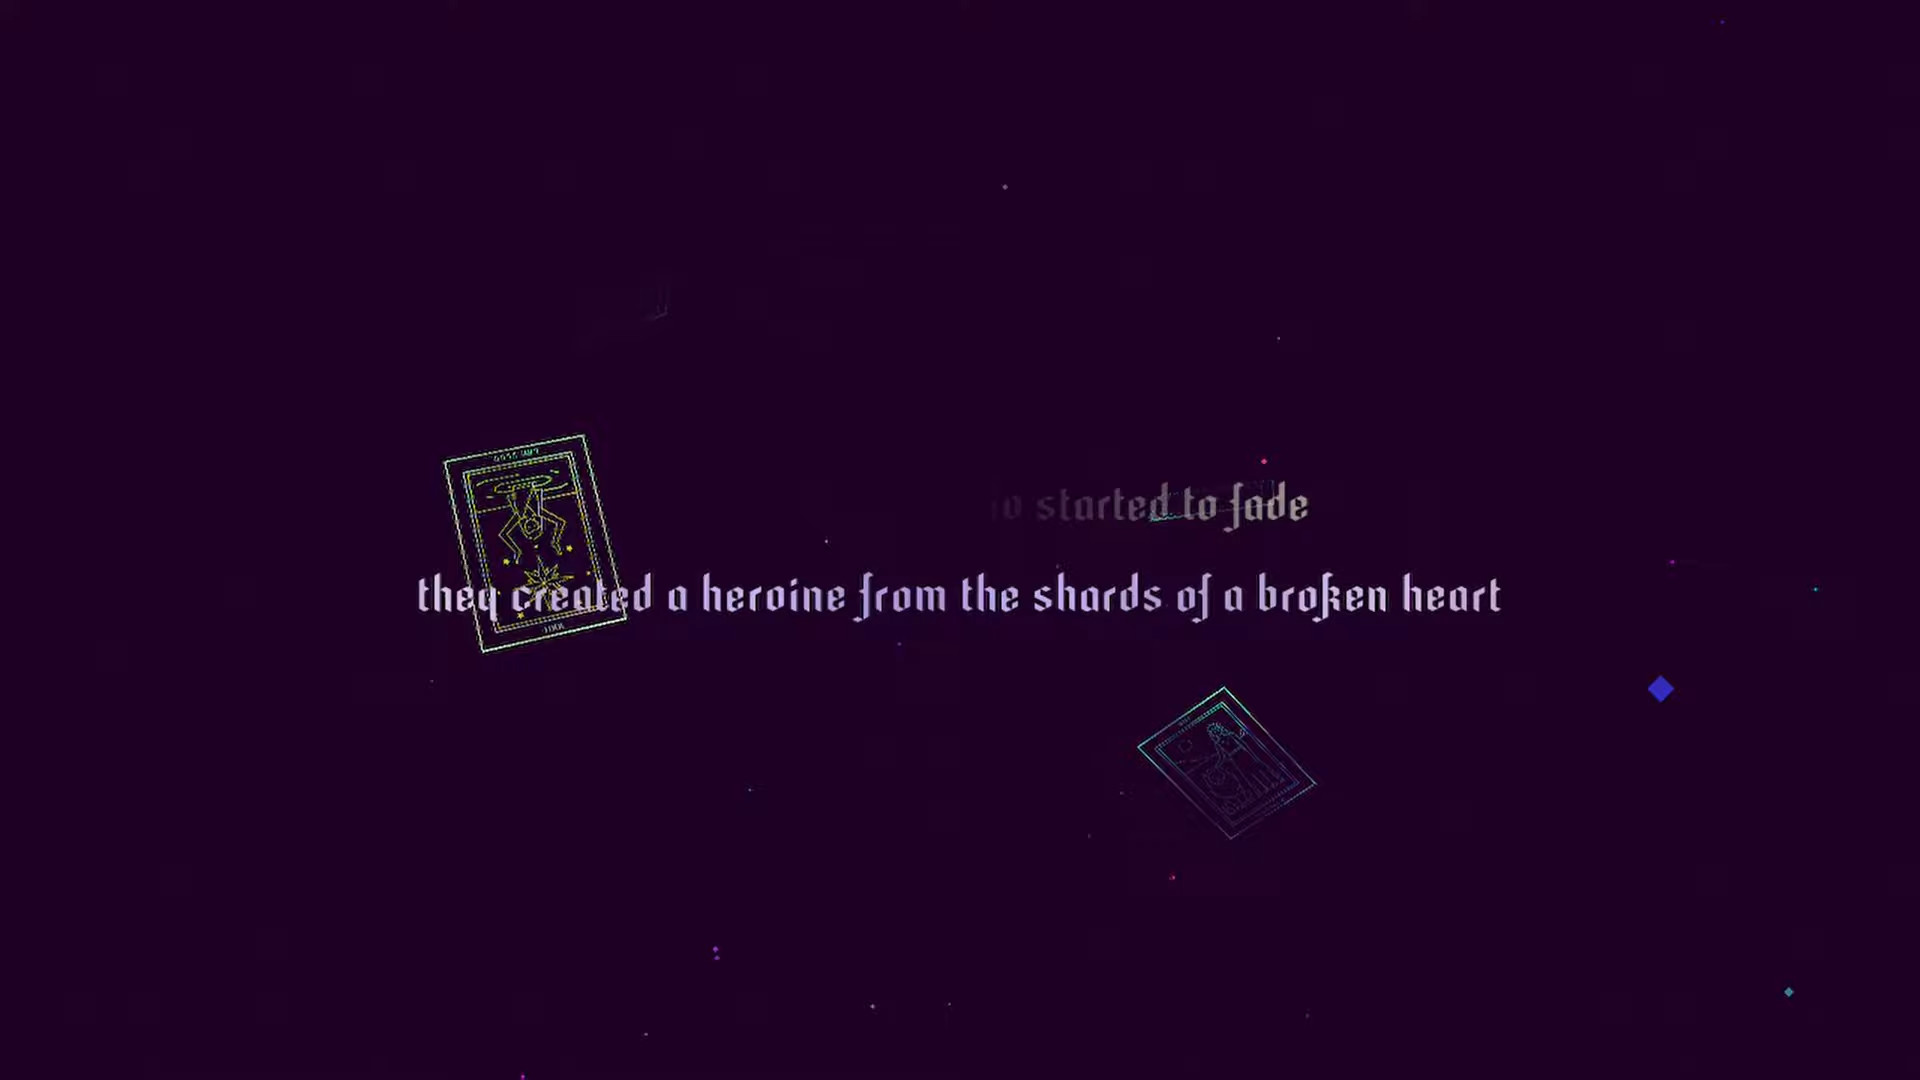 started to fade
they created a heroine from the shards of a broken heart